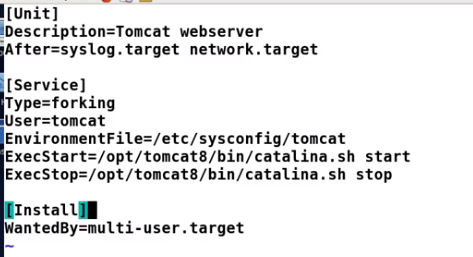 [Unit]
Description=Tomcat webserver
After=syslog.target network.target

[Service]
Type=forking
User=tomcat
EnvironmentFile=/etc/sysconfig/tomcat
ExecStart=/opt/tomcat8/bin/catalina.sh start
ExecStop=/opt/tomcat8/bin/catalina.sh stop

[Install]
WantedBy=multi-user.target
~